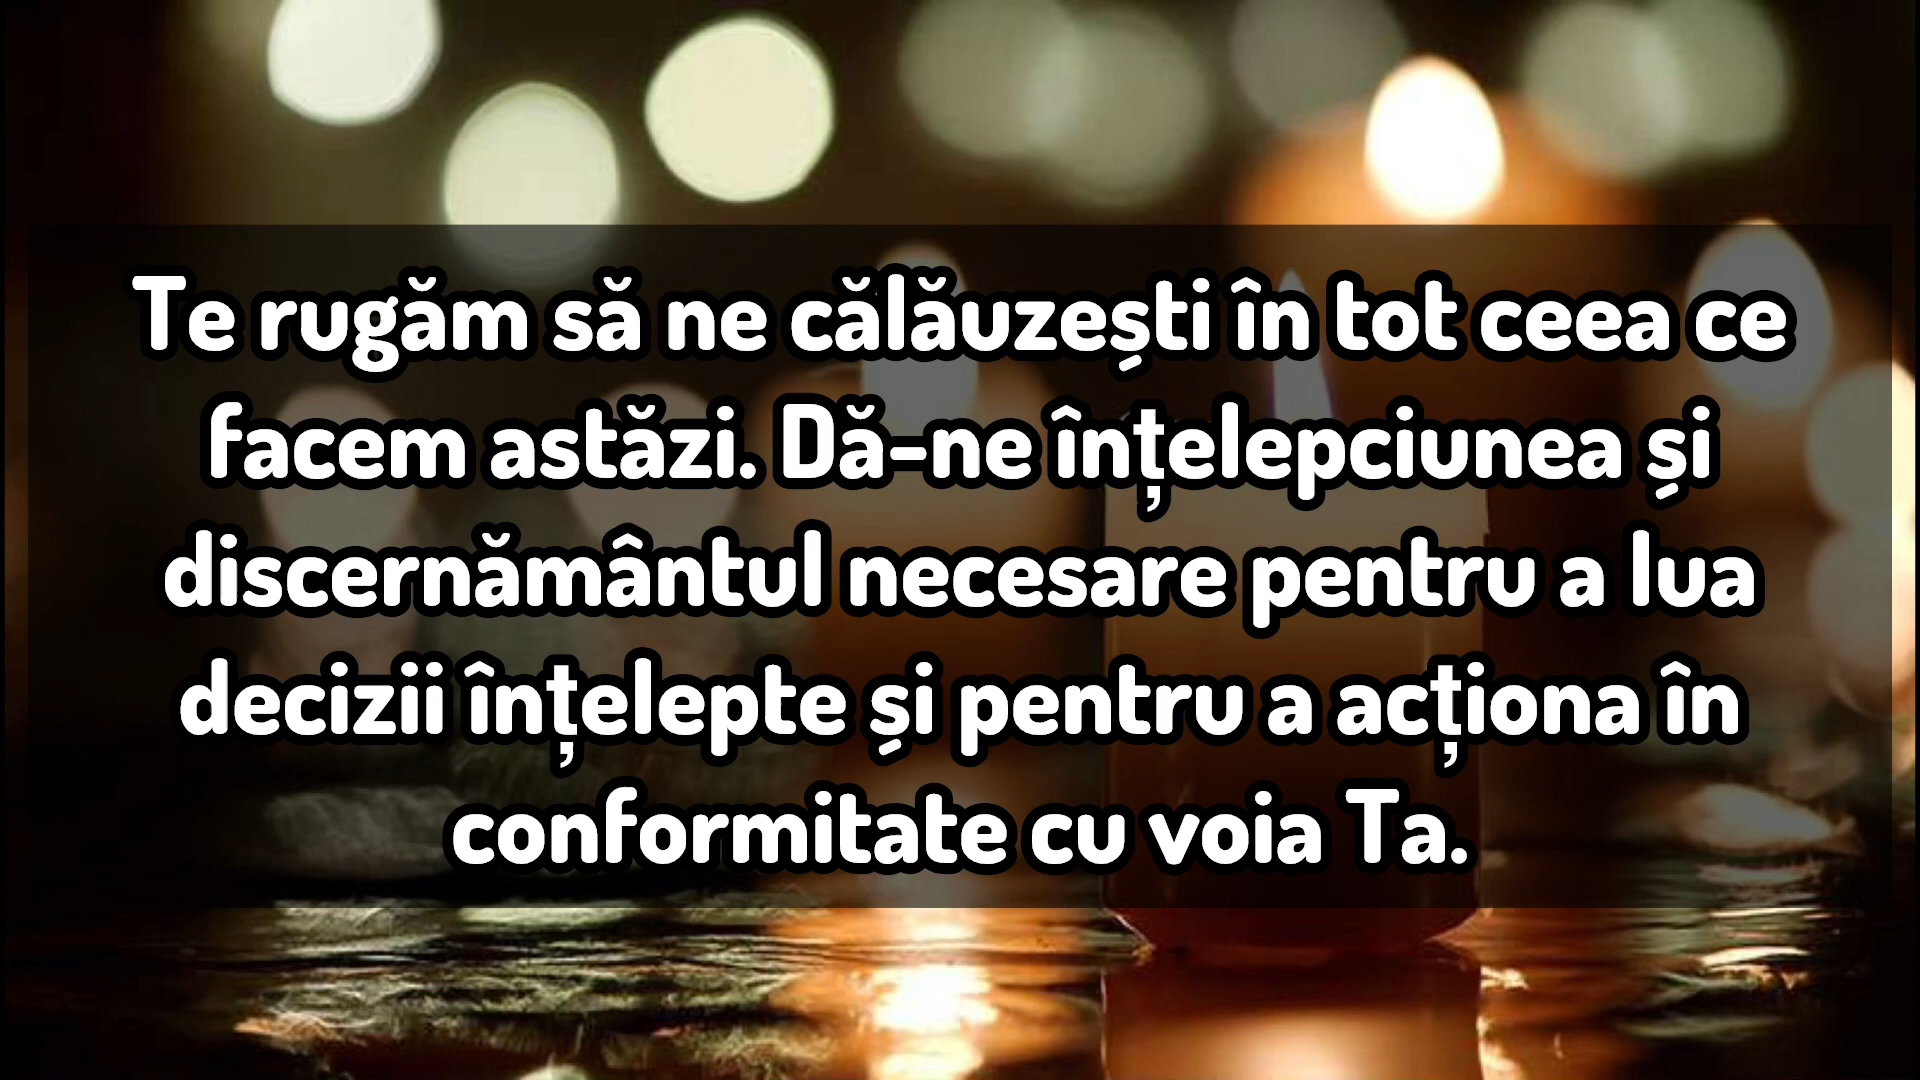 Te rugăm să ne călăuzești în tot ceea ce
facem astăzi. Dă-ne înțelepciunea și
discernământul necesare pentru a lua
decizii înțelepte și pentru a acționa în
conformitate cu voia Ta.